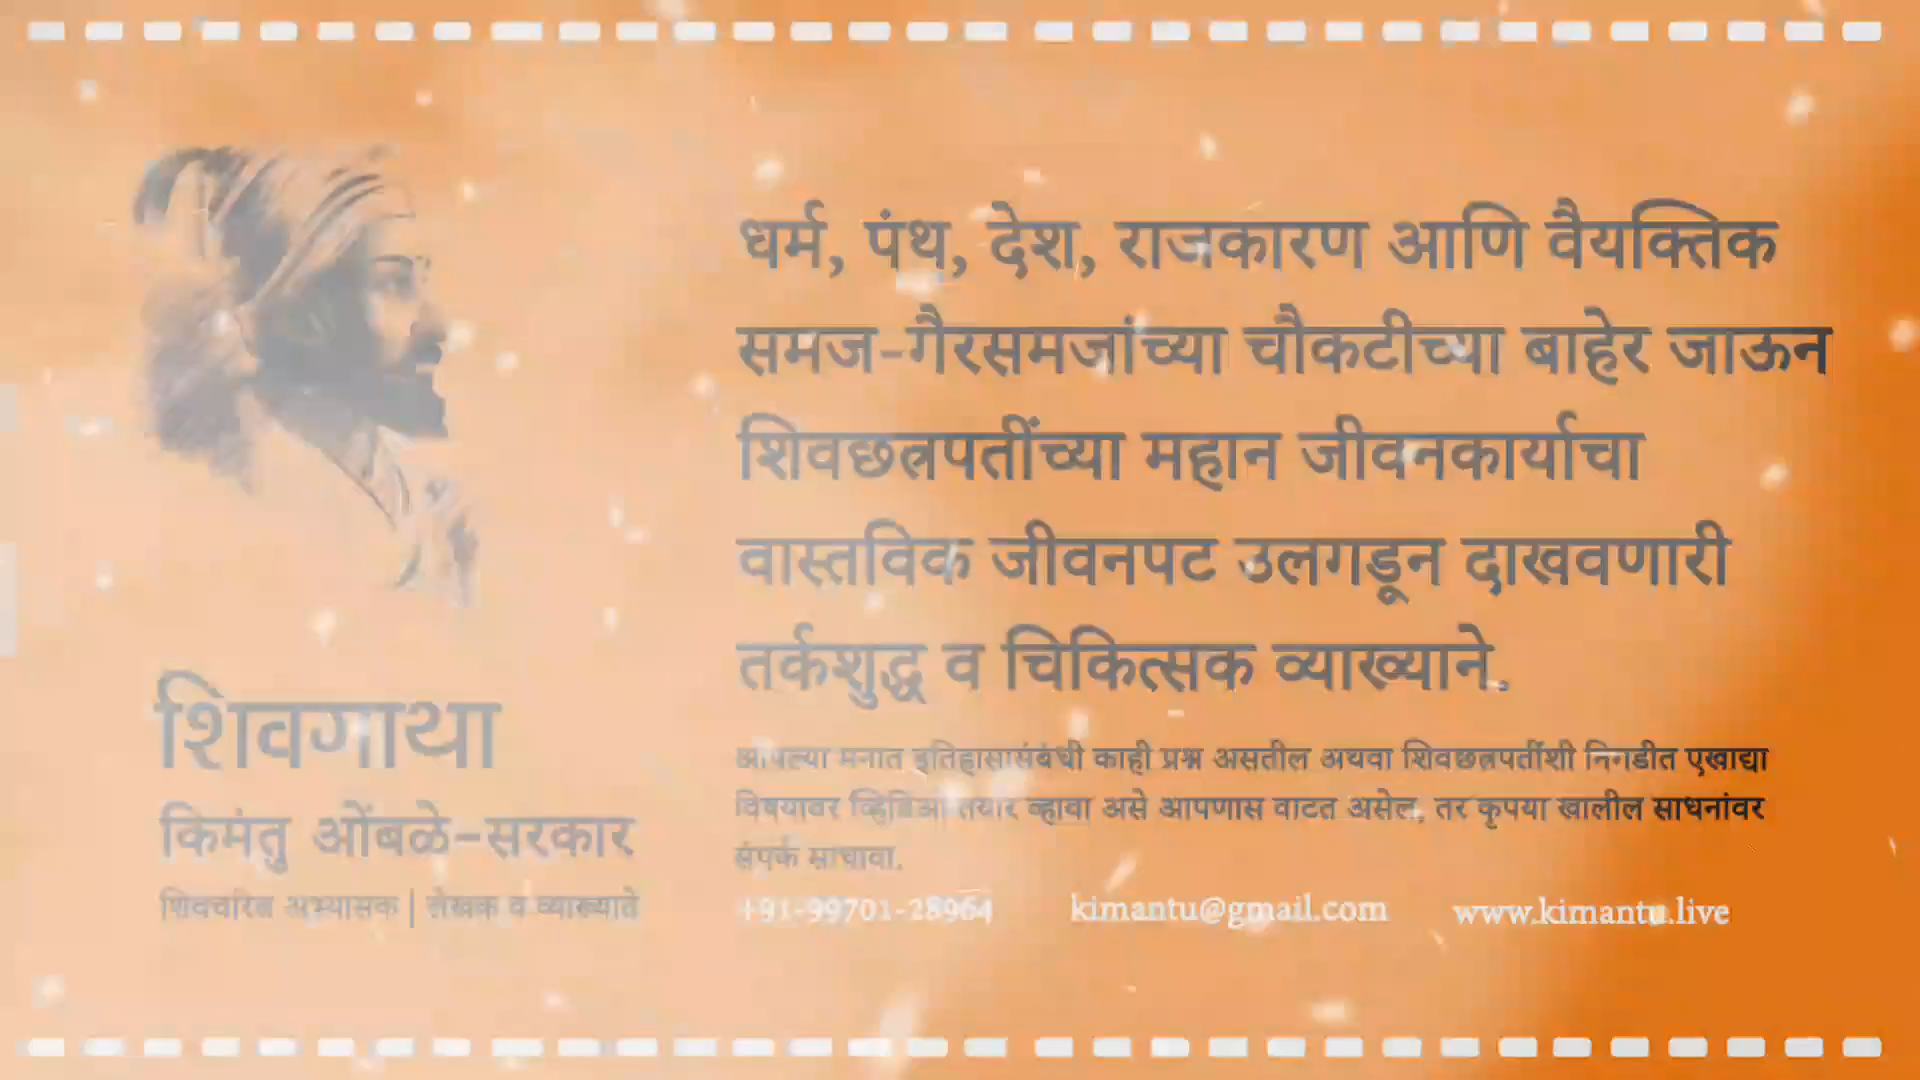 धर्म, पंथ, देश, राजकारण आणि वैयक्तिक
समज-गैरसमजांच्या चौकटीच्या बाहेर जाऊन
शिवछत्रपतींच्या महान जीवनकार्याचा
वास्तविक जीवनपट उलगडून दाखवणारी
तर्कशुद्ध व चिकित्सक व्याख्याने.
आपल्या मनात इतिहासासंबंधी काही प्रश्न असतील अथवा शिवछत्रपतींशी निगडीत एखाद्या
विषयावर व्हिडिओ तयार व्हावा असे आपणास वाटत असेल, तर कृपया खालील साधनांवर
संपर्क साधावा.
+91-99701-28964 kimantu@gmail.com www.kimantu.live
शिवगाथा
किमंतु ओंबळे-सरकार
शिवचरित्र अभ्यासक | लेखक व व्याख्याते